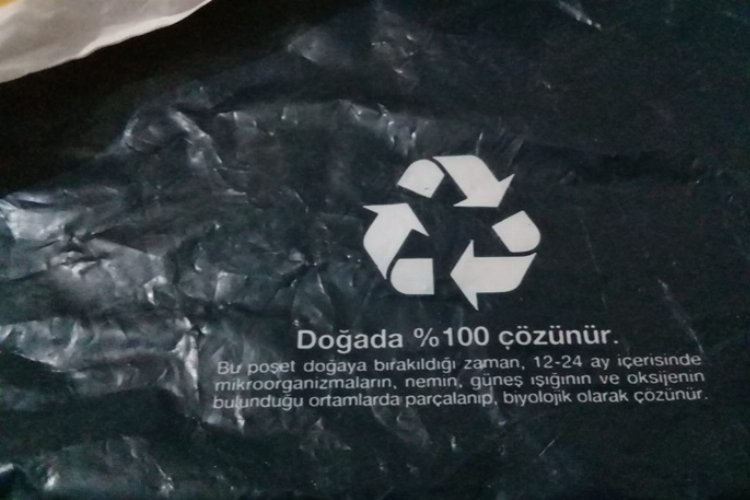 Doğada %100 çözünür.
Bu poşet doğaya bırakıldığı zaman, 12-24 ay içerisinde
mikroorganizmaların, nemin, güneş ışığının ve oksijenin
bulunduğu ortamlarda parçalanıp, biyolojik olarak çözünür.